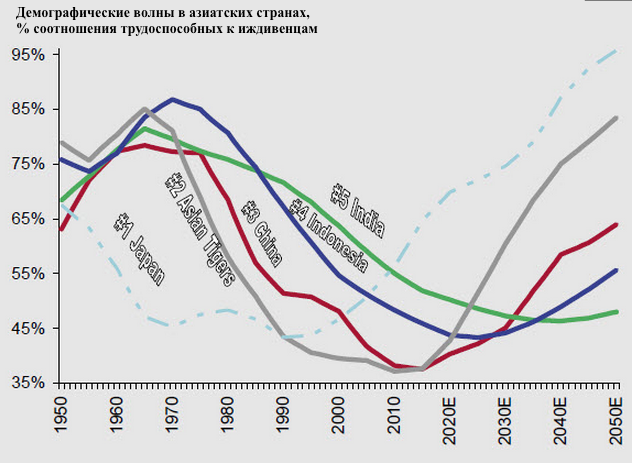 Демографические волны в азиатских странах,
% соотношения трудоспособных к иждивенцам
95%
85%
75%
65%
55%
45%
35%
#1 Japan
#2 Asian Tigers
#3 China
#4 Indonesia
#5 India
1950
1960
1970
1980
1990
2000
2010
2020E
2030E
2040E
2050E